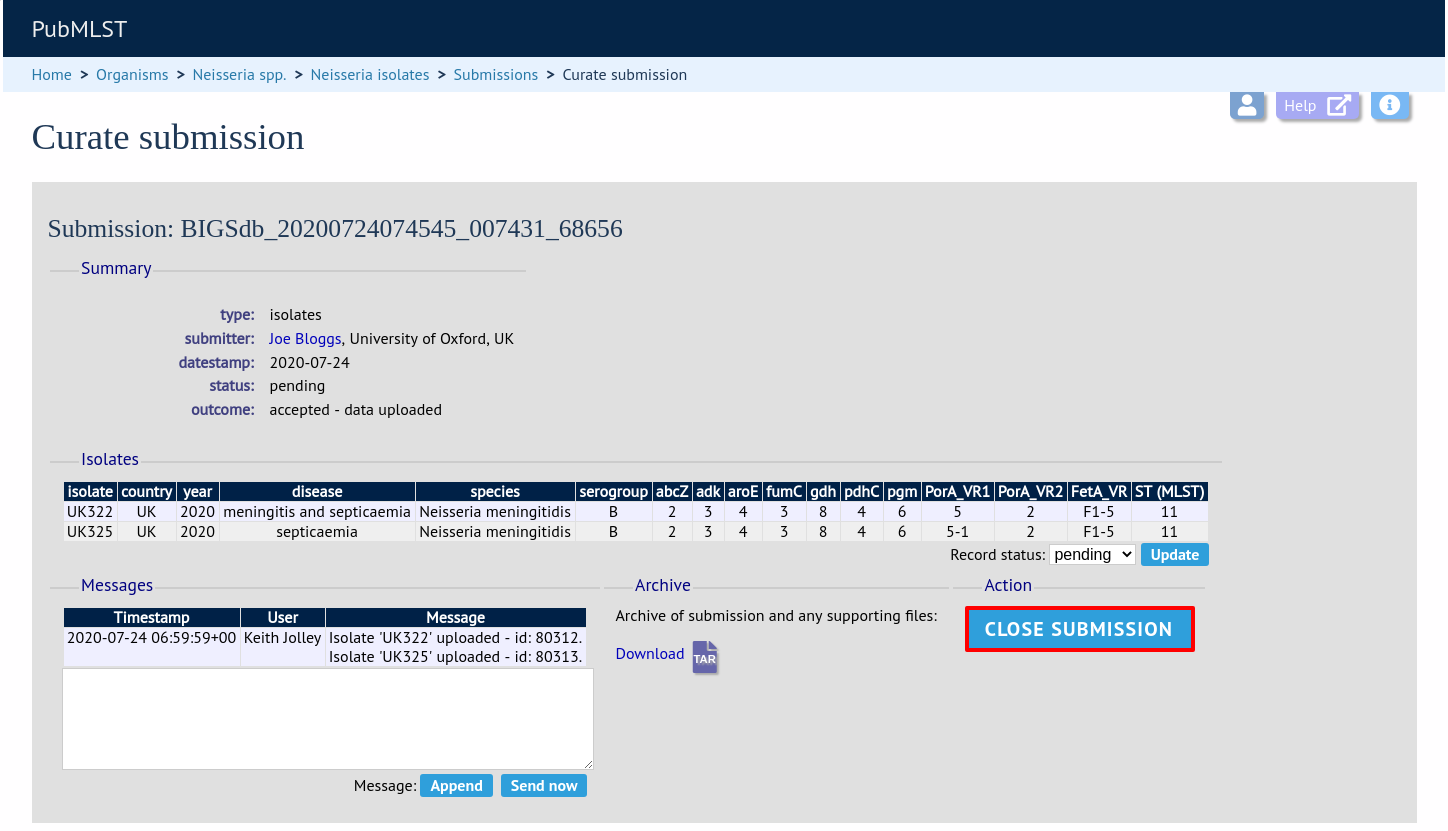 PubMLST
Home > Organisms > Neisseria spp. > Neisseria isolates > Submissions > Curate submission
Help
Curate submission
Submission: BIGSdb_20200724074545_007431_68656
Summary
type: isolates
submitter: Joe Bloggs, University of Oxford, UK
datestamp: 2020-07-24
status: pending
outcome: accepted - data uploaded
Isolates
isolate country year disease species serogroup abcZ adk aroE fumC gdh pdhC pgm PorA_VR1 PorA_VR2 FetA_VR ST (MLST)
UK322 UK 2020 meningitis and septicaemia Neisseria meningitidis B 2 3 4 3 8 4 6 5 2 F1-5 11
UK325 UK 2020 septicaemia Neisseria meningitidis B 2 3 4 3 8 4 6 5-1 2 F1-5 11
Record status: pending Update
Messages Archive Action
Timestamp User Message
2020-07-24 06:59:59+00 Keith Jolley Isolate 'UK322' uploaded - id: 80312.
Isolate 'UK325' uploaded - id: 80313.
Message: Append Send now
Archive of submission and any supporting files:
Download TAR
CLOSE SUBMISSION